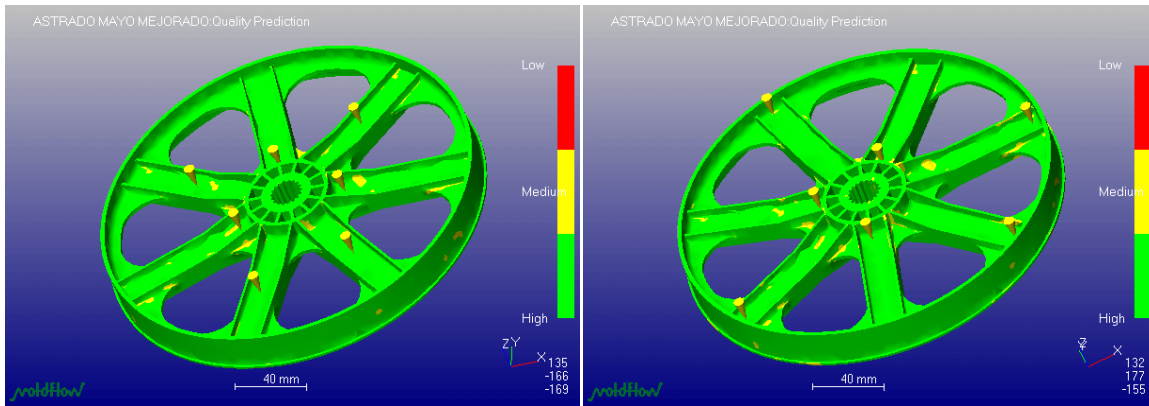 ASTRADO MAYO MEJORADO:Quality Prediction
Low
Medium
High
Z Y
X
135
-166
-169
40 mm
moldflow
ASTRADO MAYO MEJORADO:Quality Prediction
Low
Medium
High
X
132
177
-155
40 mm
moldflow